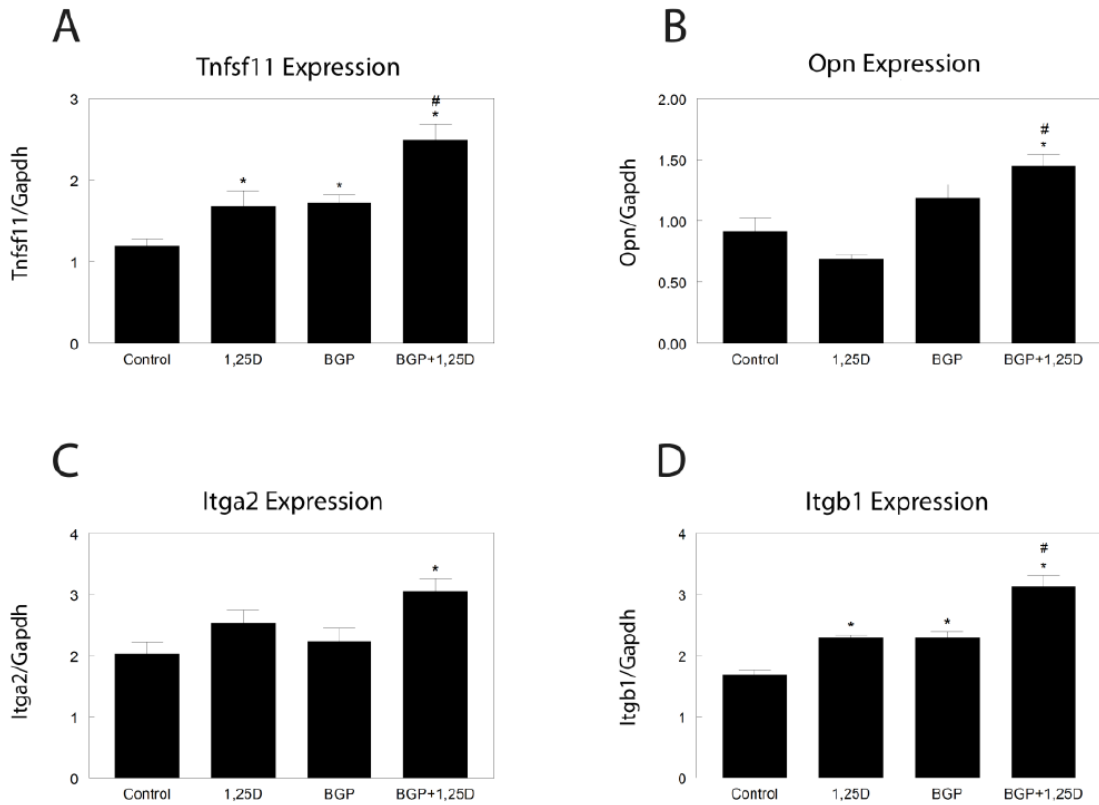 A
Tnfsf11 Expression
Tnfsf11/Gapdh
3
2
1
0
#
*
*
*
Control 1,25D BGP BGP+1,25D
B
Opn Expression
Opn/Gapdh
2.00
1.50
1.00
0.50
0.00
#
*
Control 1,25D BGP BGP+1,25D
C
Itga2 Expression
Itga2/Gapdh
4
3
2
1
0
*
Control 1,25D BGP BGP+1,25D
D
Itgb1 Expression
Itgb1/Gapdh
4
3
2
1
0
#
*
*
*
Control 1,25D BGP BGP+1,25D